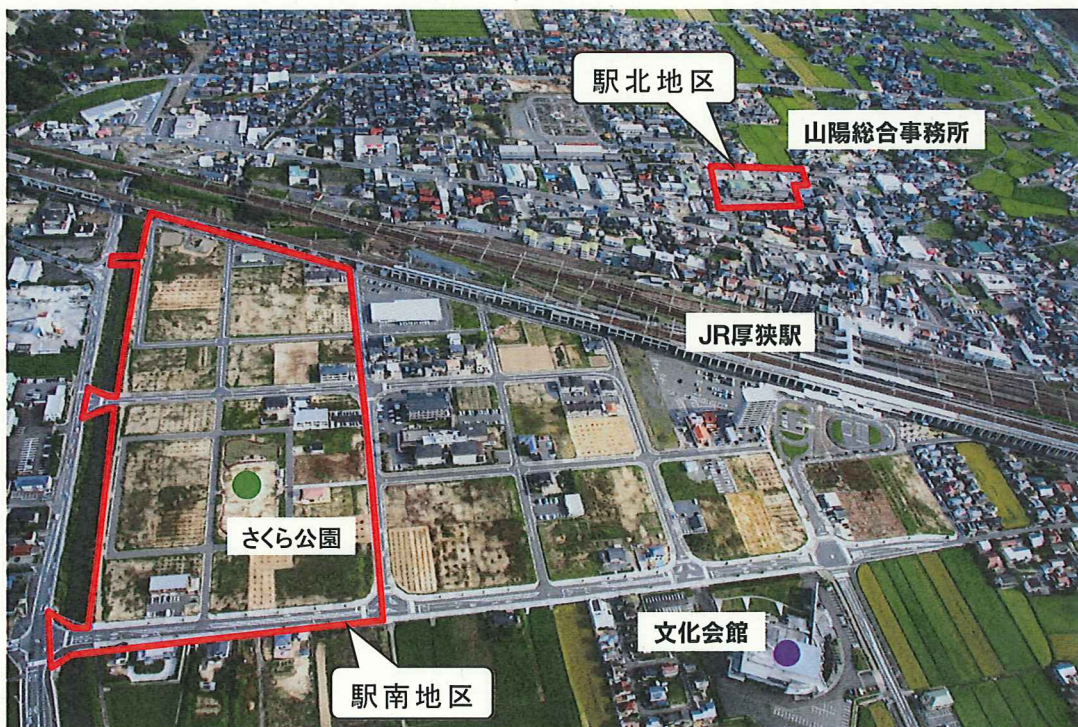 駅北地区
山陽総合事務所
JR厚狭駅
さくら公園
文化会館
駅南地区